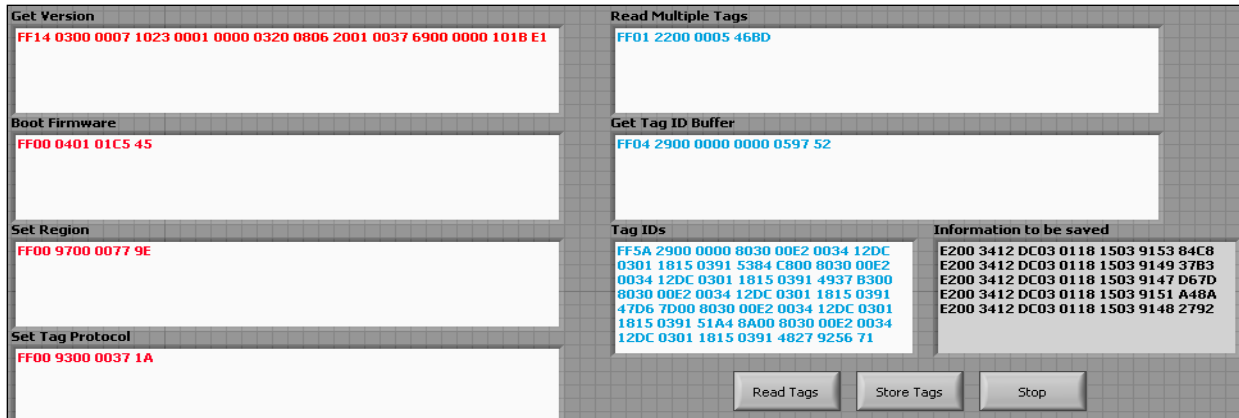 Get Version
FF14 0300 0007 1023 0001 0000 0320 0806 2001 0037 6900 0000 101B E1
Boot Firmware
FF00 0401 01C5 45
Set Region
FF00 9700 0077 9E
Set Tag Protocol
FF00 9300 0037 1A
Read Multiple Tags
FF01 2200 0005 46BD
Get Tag ID Buffer
FF04 2900 0000 0000 0597 52
Tag IDs
FF5A 2900 0000 8030 00E2 0034 12DC
0301 1815 0391 5384 C800 8030 00E2
0034 12DC 0301 1815 0391 4937 B300
8030 00E2 0034 12DC 0301 1815 0391
47D6 7D00 8030 00E2 0034 12DC 0301
1815 0391 51A4 8A00 8030 00E2 0034
12DC 0301 1815 0391 4827 9256 71
Information to be saved
E200 3412 DC03 0118 1503 9153 84C8
E200 3412 DC03 0118 1503 9149 37B3
E200 3412 DC03 0118 1503 9147 D67D
E200 3412 DC03 0118 1503 9151 A48A
E200 3412 DC03 0118 1503 9148 2792
Read Tags
Store Tags
Stop